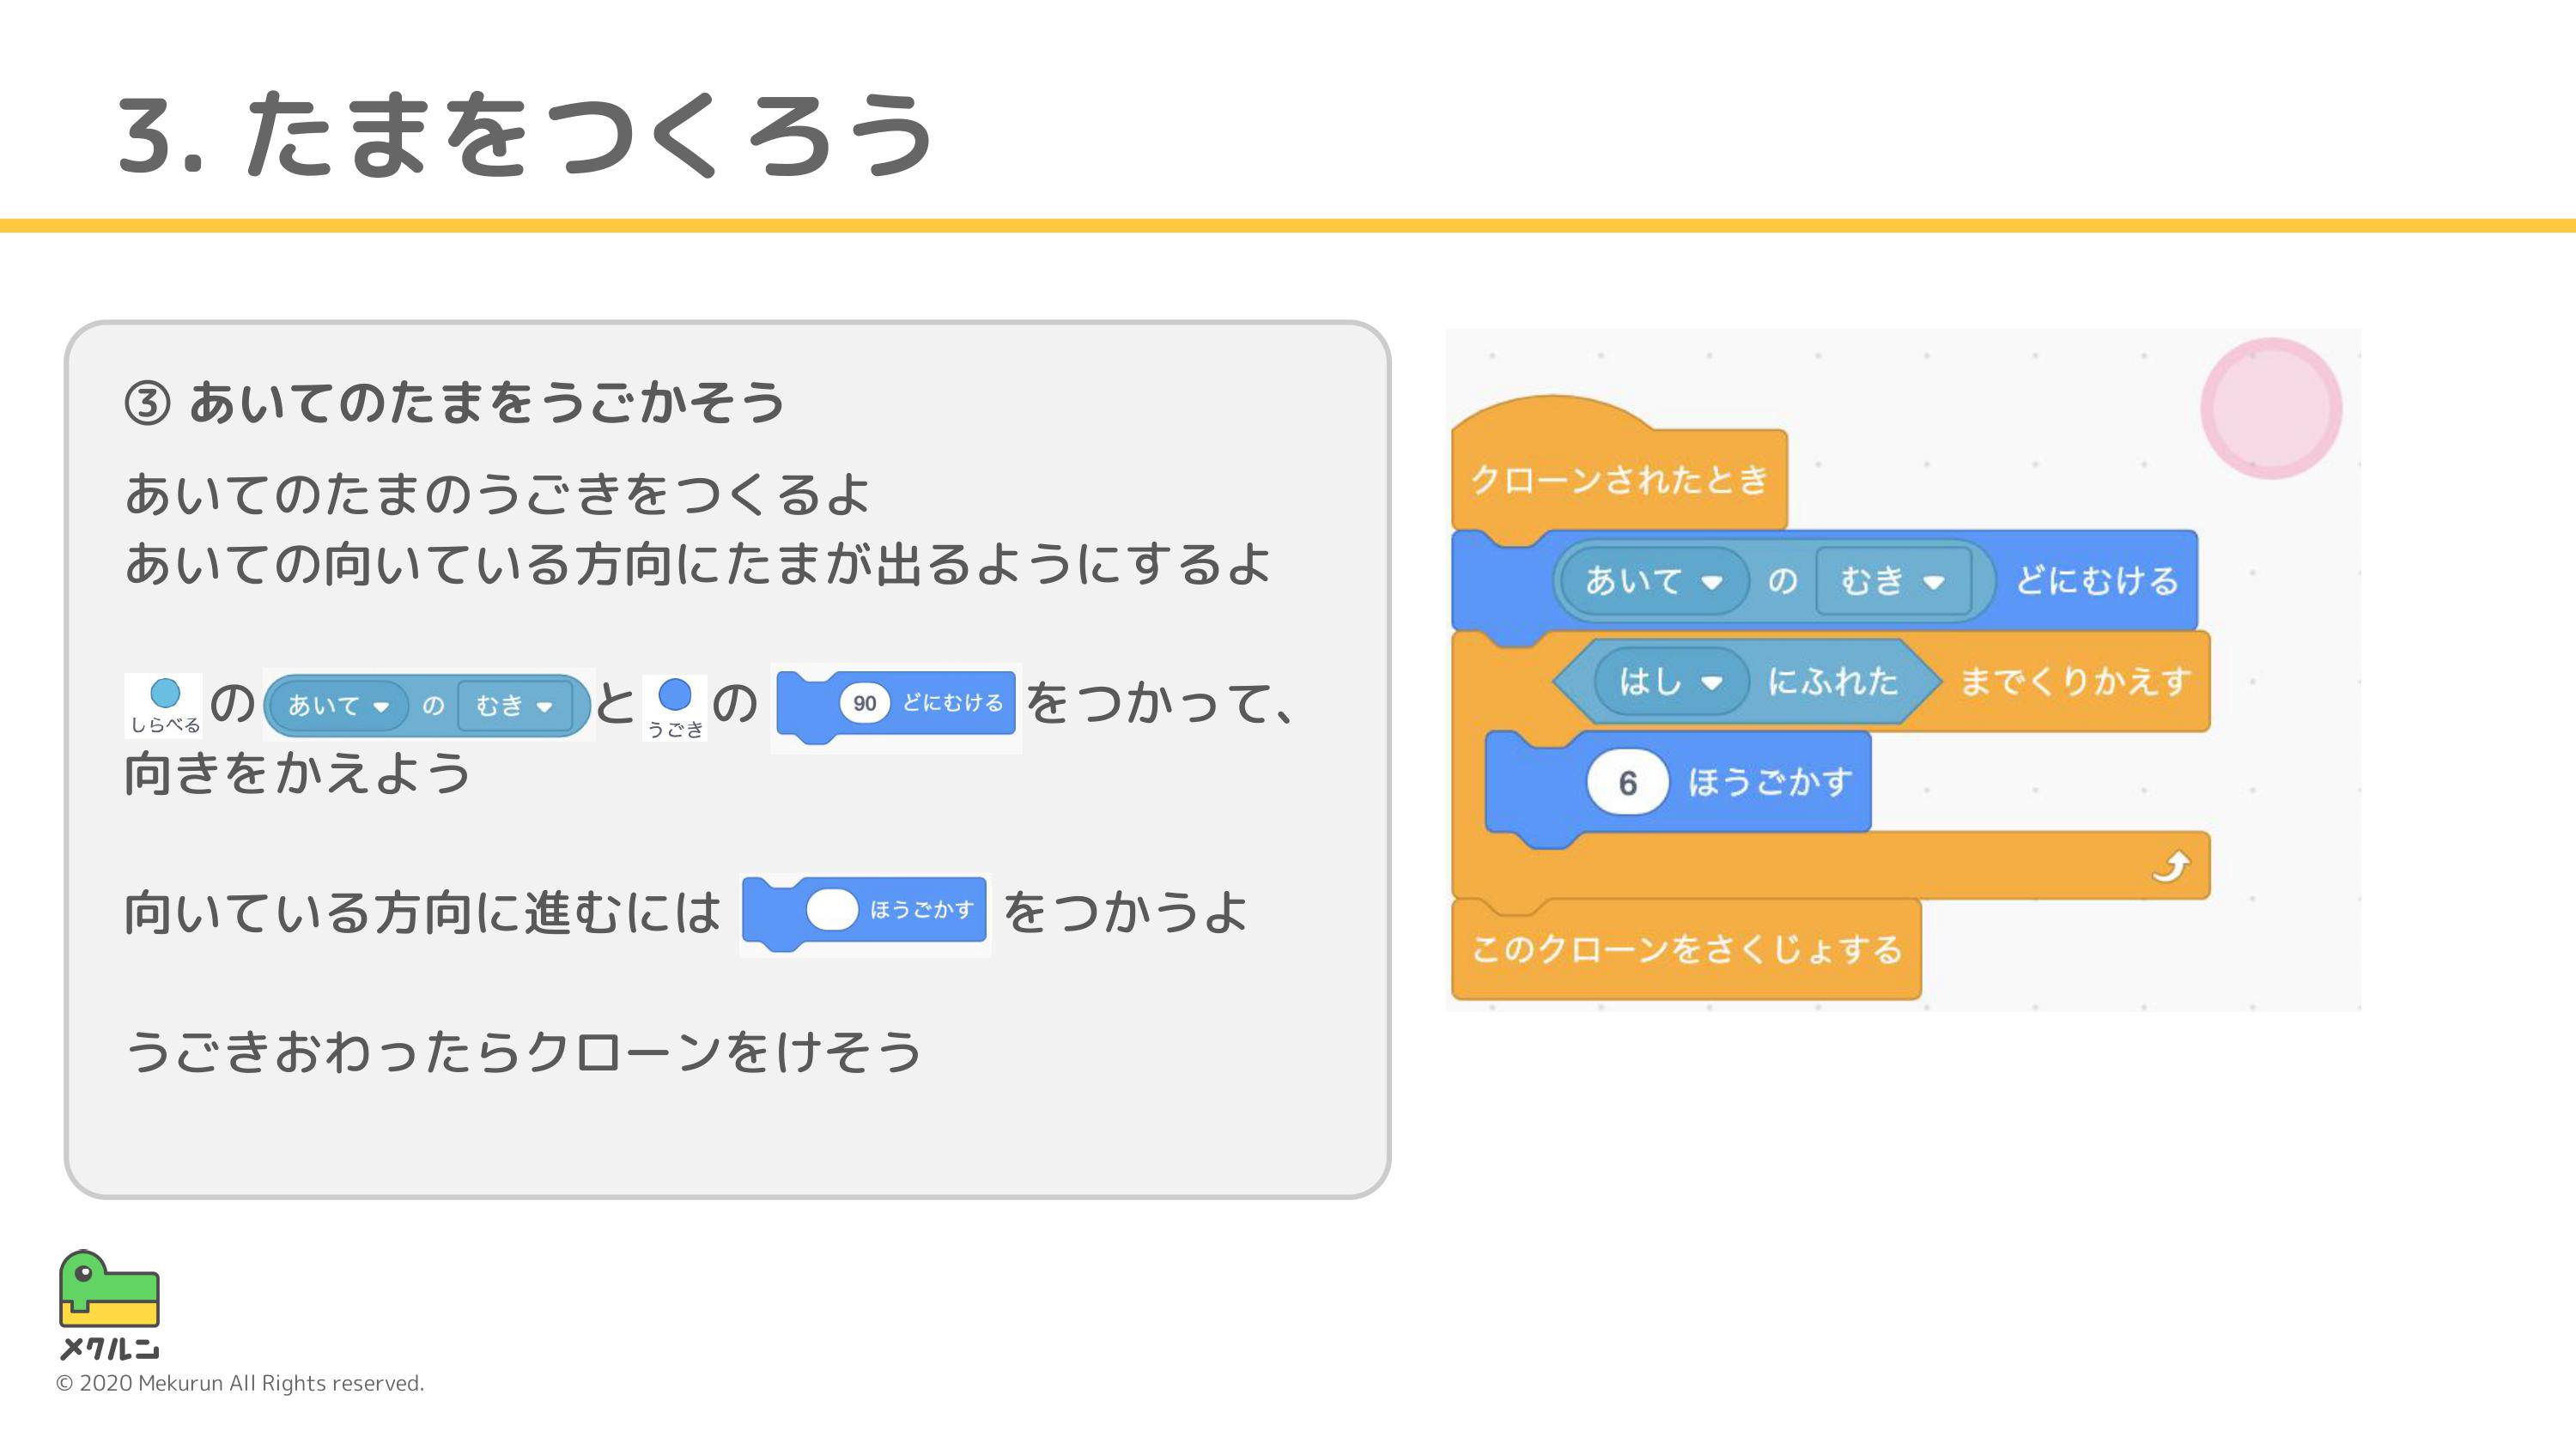 3. たまをつくろう
③ あいてのたまをうごかそう
あいてのたまのうごきをつくるよ
あいての向いている方向にたまが出るようにするよ
しらべる の あいて の むき と うごき の 90 どにむける をつかって、
向きをかえよう
向いている方向に進むには ほうごかす をつかうよ
うごきおわったらクローンをけそう
クローンされたとき
あいて の むき どにむける
はし にふれた までくりかえす
6 ほうごかす
このクローンをさくじょする
メクルン
© 2020 Mekurun All Rights reserved.